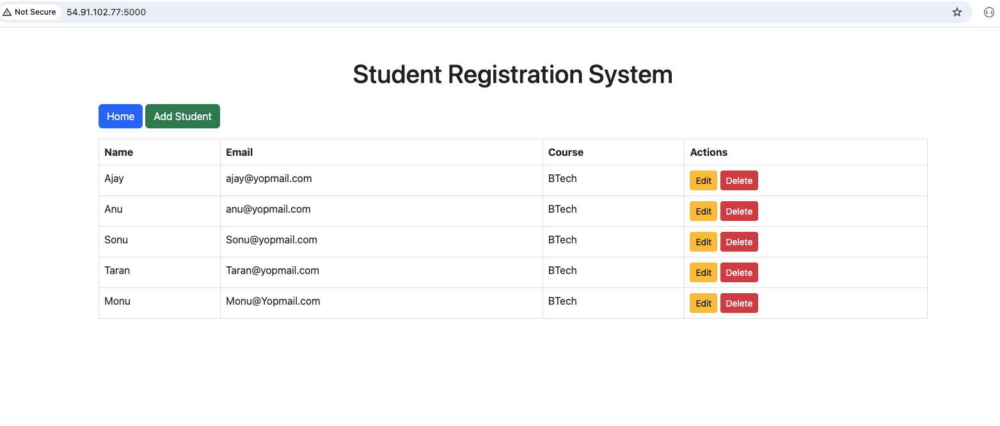 Not Secure 54.91.102.77:5000
Student Registration System
Home Add Student
Name Email Course Actions
Ajay ajay@yopmail.com BTech Edit Delete
Anu anu@yopmail.com BTech Edit Delete
Sonu Sonu@yopmail.com BTech Edit Delete
Taran Taran@yopmail.com BTech Edit Delete
Monu Monu@Yopmail.com BTech Edit Delete